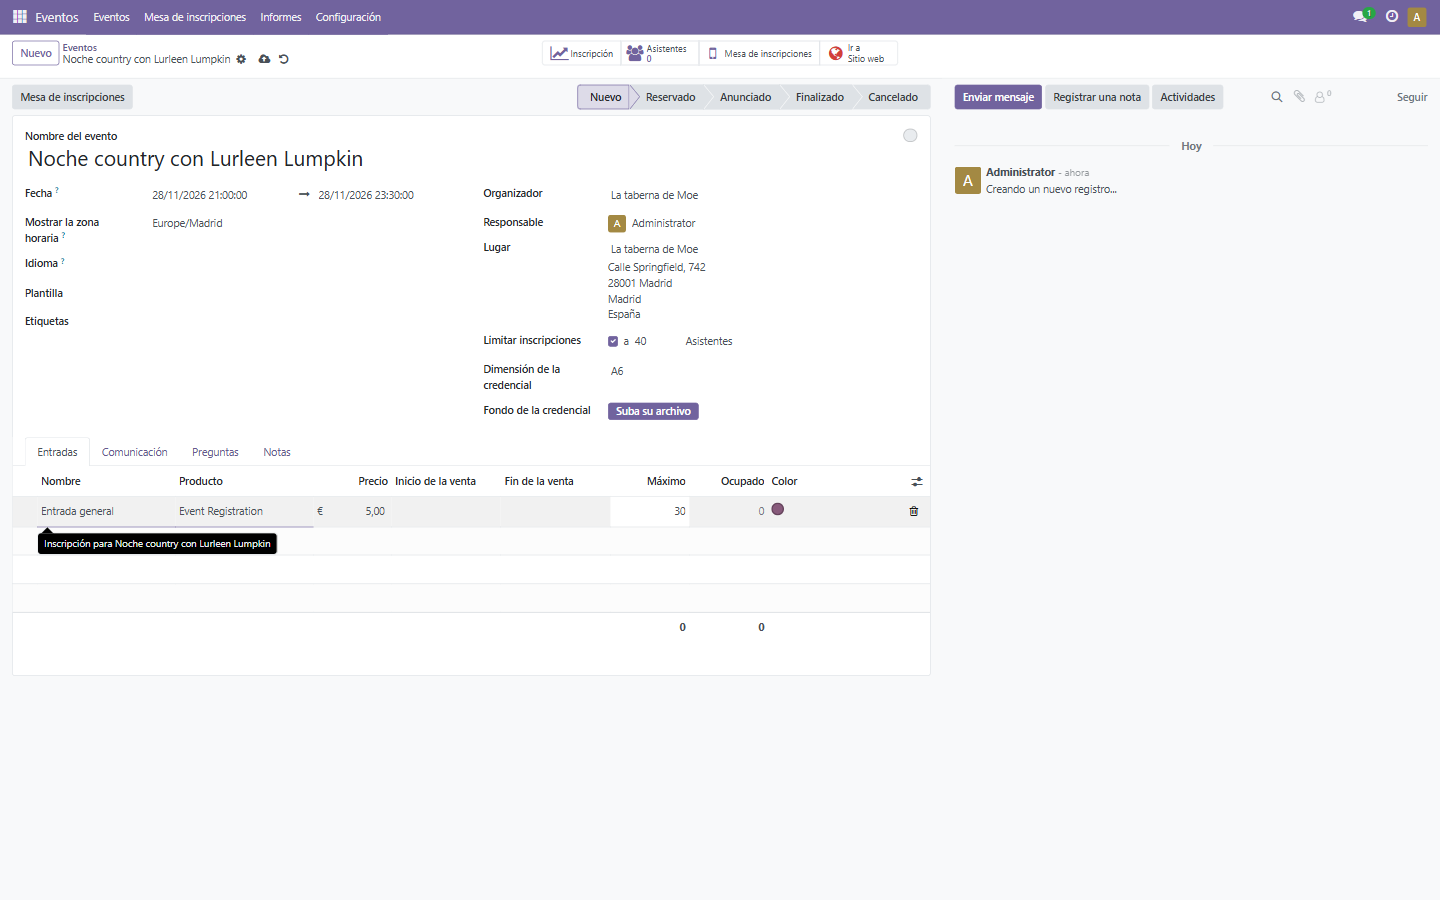 Eventos Eventos Mesa de inscripciones Informes Configuración 1 A
Nuevo Eventos
Noche country con Lurleen Lumpkin
Inscripción
Asistentes
0
Mesa de inscripciones
Ir a
Sitio web
Mesa de inscripciones
Nuevo Reservado Anunciado Finalizado Cancelado
Enviar mensaje Registrar una nota Actividades 0 Seguir
Nombre del evento
Noche country con Lurleen Lumpkin
Fecha ? 28/11/2026 21:00:00 → 28/11/2026 23:30:00
Mostrar la zona
horaria ?
Europe/Madrid
Idioma ?
Plantilla
Etiquetas
Organizador La taberna de Moe
Responsable A Administrator
Lugar La taberna de Moe
Calle Springfield, 742
28001 Madrid
Madrid
España
Limitar inscripciones a 40 Asistentes
Dimensión de la
credencial
A6
Fondo de la credencial Suba su archivo
Entradas Comunicación Preguntas Notas
Nombre Producto Precio Inicio de la venta Fin de la venta Máximo Ocupado Color
Entrada general Event Registration € 5,00 30 0
Inscripción para Noche country con Lurleen Lumpkin
0 0
Hoy
A Administrator - ahora
Creando un nuevo registro...